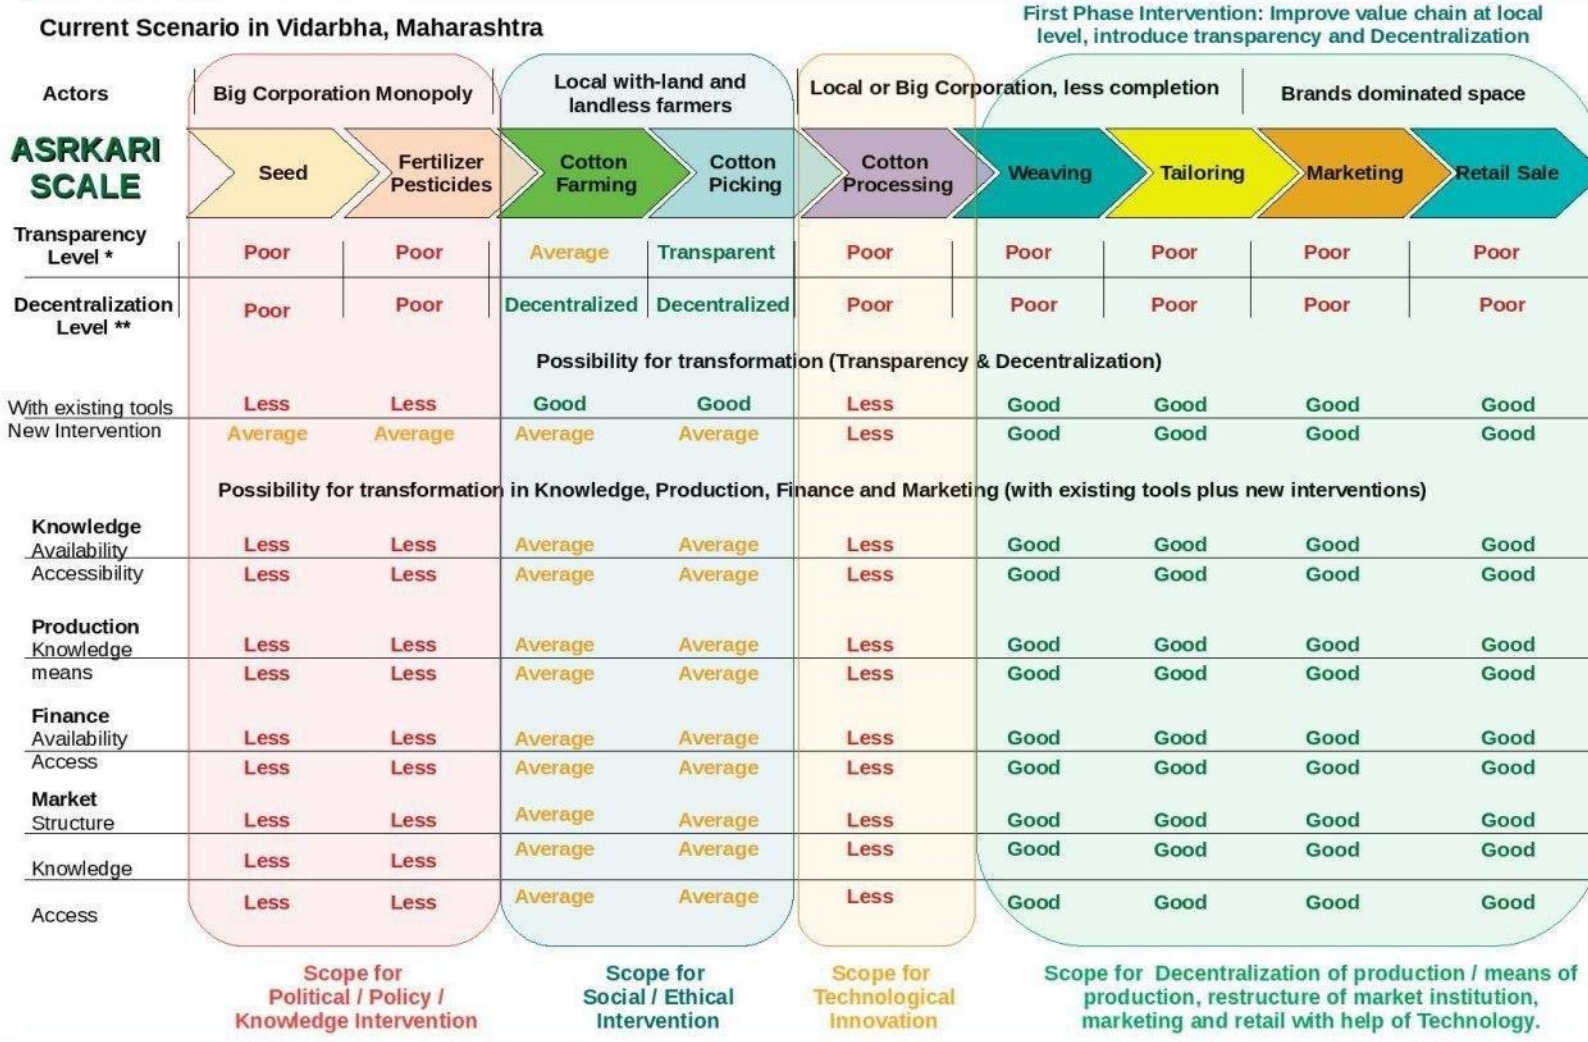 Current Scenario in Vidarbha, Maharashtra
First Phase Intervention: Improve value chain at local
level, introduce transparency and Decentralization
Actors
Big Corporation Monopoly
Local with-land and
landless farmers
Local or Big Corporation, less completion
Brands dominated space
ASRKARI
SCALE
Seed
Fertilizer
Pesticides
Cotton
Farming
Cotton
Picking
Cotton
Processing
Weaving
Tailoring
Marketing
Retail Sale
Transparency
Level *
Poor Poor Average Transparent Poor Poor Poor Poor Poor
Decentralization
Level **
Poor Poor Decentralized Decentralized Poor Poor Poor Poor Poor
Possibility for transformation (Transparency & Decentralization)
With existing tools Less Less Good Good Less Good Good Good Good
New Intervention Average Average Average Average Less Good Good Good Good
Possibility for transformation in Knowledge, Production, Finance and Marketing (with existing tools plus new interventions)
Knowledge
Availability Less Less Average Average Less Good Good Good Good
Accessibility Less Less Average Average Less Good Good Good Good
Production
Knowledge Less Less Average Average Less Good Good Good Good
means Less Less Average Average Less Good Good Good Good
Finance
Availability Less Less Average Average Less Good Good Good Good
Access Less Less Average Average Less Good Good Good Good
Market
Structure Less Less Average Average Less Good Good Good Good
Knowledge Less Less Average Average Less Good Good Good Good
Access Less Less Average Average Less Good Good Good Good
Scope for
Political / Policy /
Knowledge Intervention
Scope for
Social / Ethical
Intervention
Scope for
Technological
Innovation
Scope for Decentralization of production / means of
production, restructure of market institution,
marketing and retail with help of Technology.